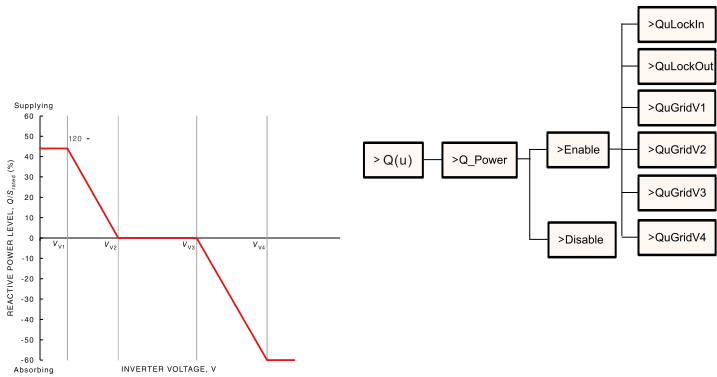 Supplying
REACTIVE POWER LEVEL, Q/Srated (%)
60
50
40
30
20
10
0
-10
-20
-30
-40
-50
-60
120 -
VV1
VV2
VV3
VV4
Absorbing
INVERTER VOLTAGE, V
> Q(u)
>Q_Power
>Enable
>Disable
>QuLockIn
>QuLockOut
>QuGridV1
>QuGridV2
>QuGridV3
>QuGridV4